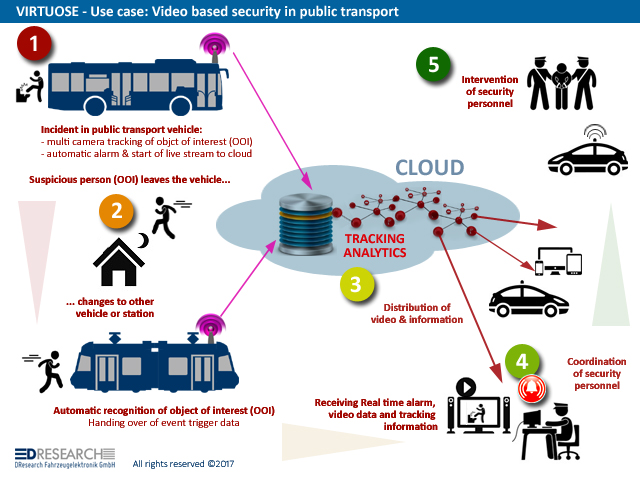 VIRTUOSE - Use case: Video based security in public transport
1
Incident in public transport vehicle:
- multi camera tracking of objct of interest (OOI)
- automatic alarm & start of live stream to cloud
Suspicious person (OOI) leaves the vehicle...
2
... changes to other
vehicle or station
Automatic recognition of object of interest (OOI)
Handing over of event trigger data
CLOUD
TRACKING
ANALYTICS
3
Distribution of
video & information
5
Intervention
of security
personnel
4
Coordination
of security
personnel
Receiving Real time alarm,
video data and tracking
information
DRESEARCH
DResearch Fahrzeugelektronik GmbH
All rights reserved ©2017